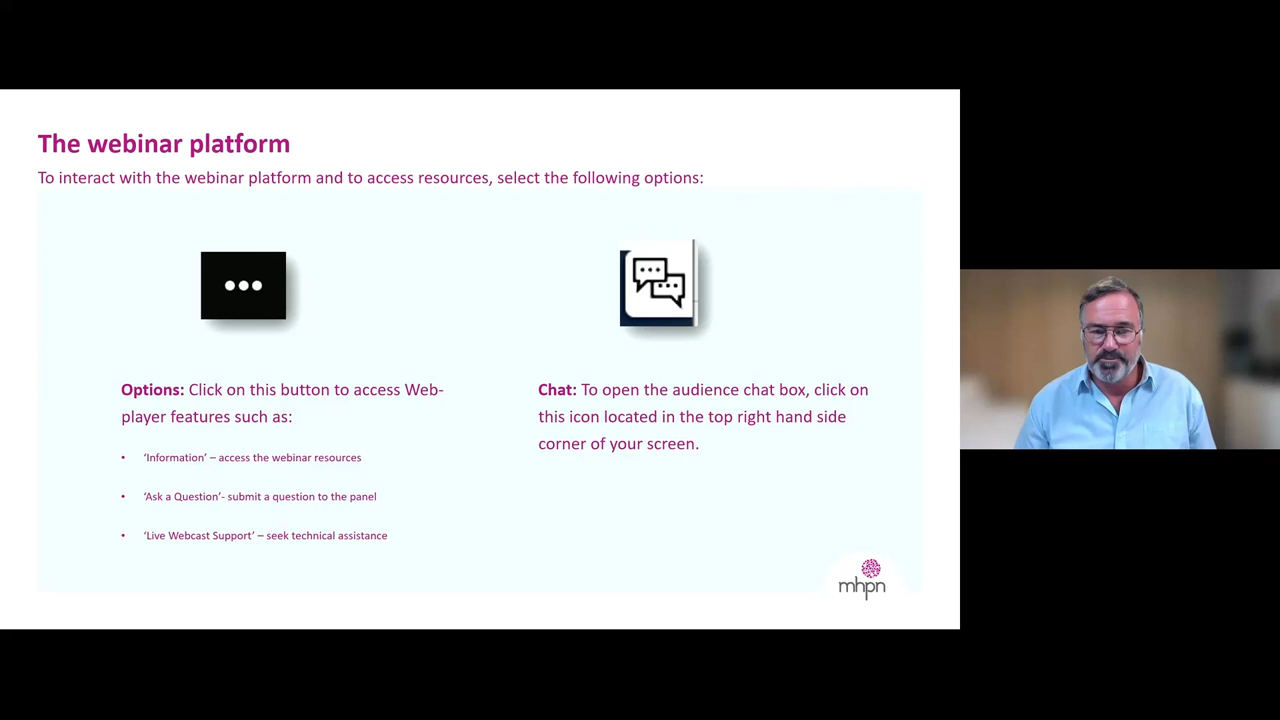 The webinar platform
To interact with the webinar platform and to access resources, select the following options:
Options: Click on this button to access Web-
player features such as:
• ‘Information’ – access the webinar resources
• ‘Ask a Question’- submit a question to the panel
• ‘Live Webcast Support’ – seek technical assistance
Chat: To open the audience chat box, click on
this icon located in the top right hand side
corner of your screen.
mhpn